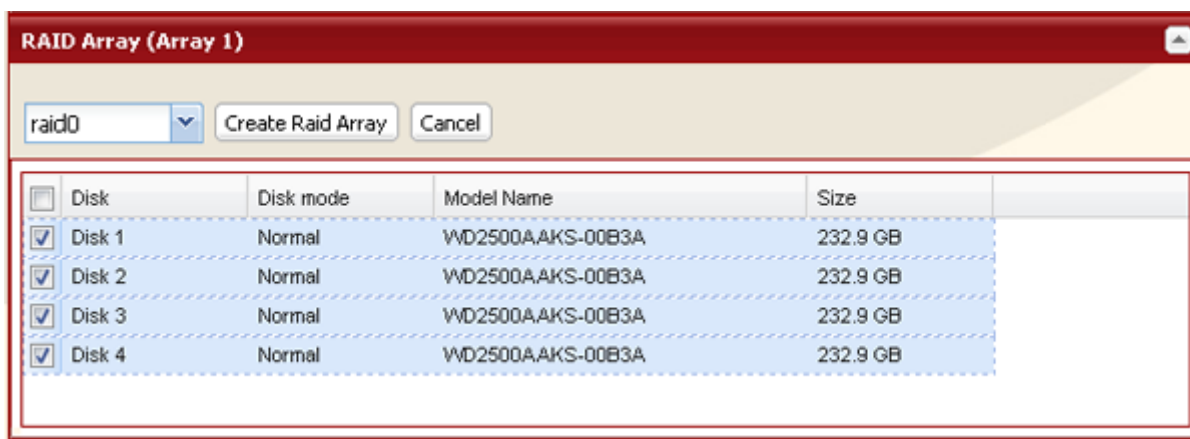 RAID Array (Array 1)
raid0 Create Raid Array Cancel
Disk Disk mode Model Name Size
Disk 1 Normal WD2500AAKS-00B3A 232.9 GB
Disk 2 Normal WD2500AAKS-00B3A 232.9 GB
Disk 3 Normal WD2500AAKS-00B3A 232.9 GB
Disk 4 Normal WD2500AAKS-00B3A 232.9 GB